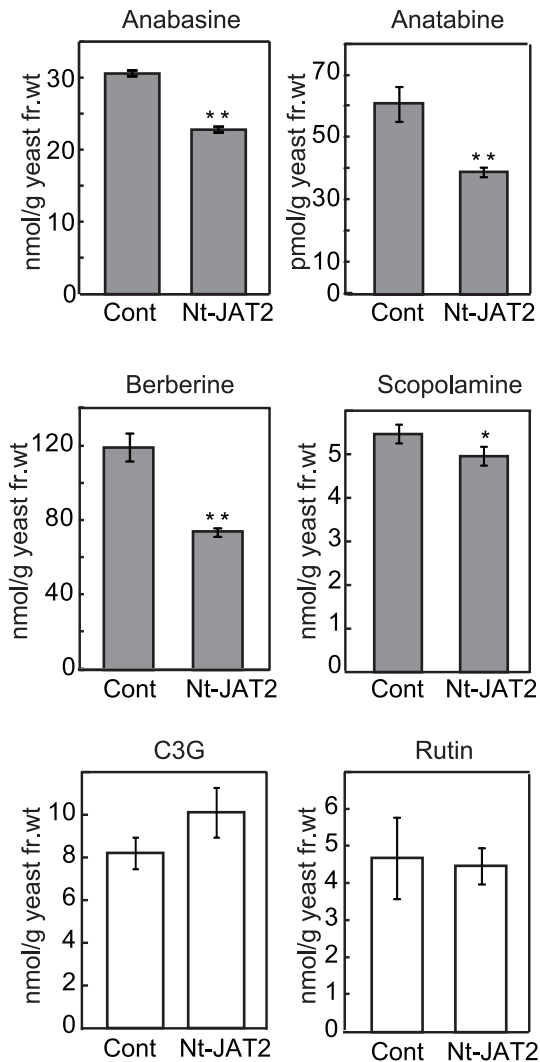 Anabasine
nmol/g yeast fr.wt
30
20
10
0
**
Cont Nt-JAT2
Anatabine
pmol/g yeast fr.wt
70
50
30
10
0
**
Cont Nt-JAT2
Berberine
nmol/g yeast fr.wt
120
80
40
0
**
Cont Nt-JAT2
Scopolamine
nmol/g yeast fr.wt
5
4
3
2
1
0
*
Cont Nt-JAT2
C3G
nmol/g yeast fr.wt
10
8
6
4
2
0
Cont Nt-JAT2
Rutin
nmol/g yeast fr.wt
6
5
4
3
2
1
0
Cont Nt-JAT2